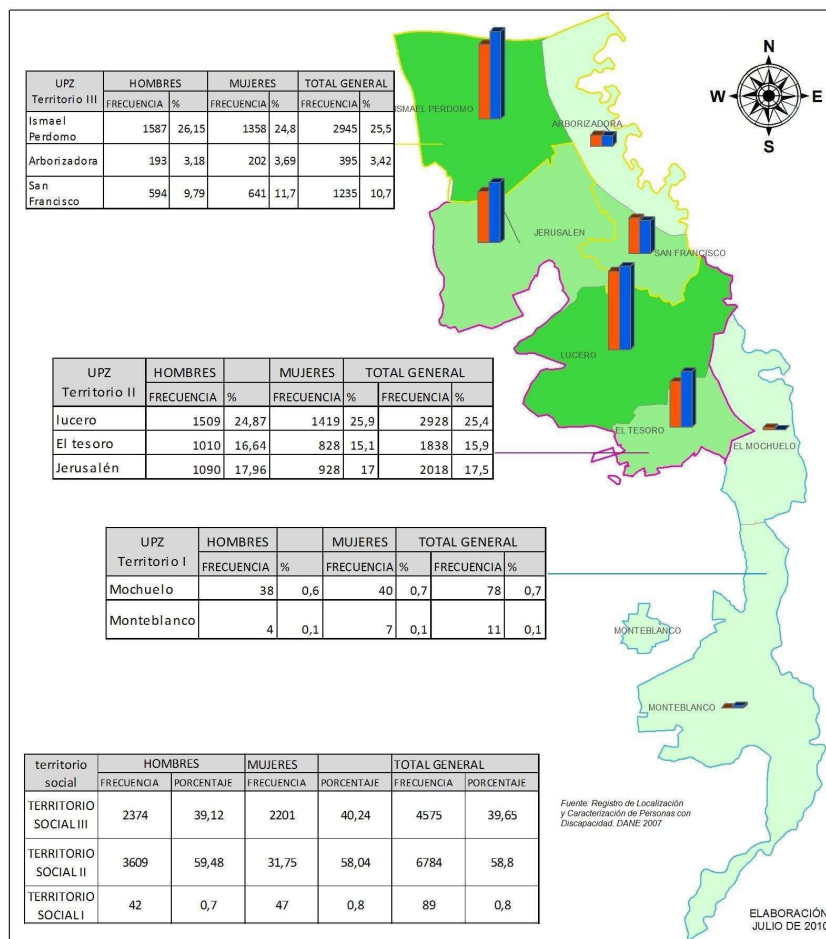 UPZ Territorio III HOMBRES MUJERES TOTAL GENERAL
FRECUENCIA % FRECUENCIA % FRECUENCIA %
Ismael Perdomo 1587 26,15 1358 24,8 2945 25,5
Arborizadora 193 3,18 202 3,69 395 3,42
San Francisco 594 9,79 641 11,7 1235 10,7
N
W E
S
ISMAEL PERDOMO
ARBORIZADORA
JERUSALEN
SAN FRANCISCO
LUCERO
EL TESORO
EL MOCHUELO
UPZ Territorio II HOMBRES MUJERES TOTAL GENERAL
FRECUENCIA % FRECUENCIA % FRECUENCIA %
lucero 1509 24,87 1419 25,9 2928 25,4
El tesoro 1010 16,64 828 15,1 1838 15,9
Jerusalén 1090 17,96 928 17 2018 17,5
UPZ Territorio I HOMBRES MUJERES TOTAL GENERAL
FRECUENCIA % FRECUENCIA % FRECUENCIA %
Mochuelo 38 0,6 40 0,7 78 0,7
Monteblanco 4 0,1 7 0,1 11 0,1
MONTEBLANCO
MONTEBLANCO
territorio social HOMBRES MUJERES TOTAL GENERAL
FRECUENCIA PORCENTAJE FRECUENCIA PORCENTAJE FRECUENCIA PORCENTAJE
TERRITORIO SOCIAL III 2374 39,12 2201 40,24 4575 39,65
TERRITORIO SOCIAL II 3609 59,48 31,75 58,04 6784 58,8
TERRITORIO SOCIAL I 42 0,7 47 0,8 89 0,8
Fuente: Registro de Localización
y Caracterización de Personas con
Discapacidad. DANE 2007
ELABORACIÓN
JULIO DE 2010